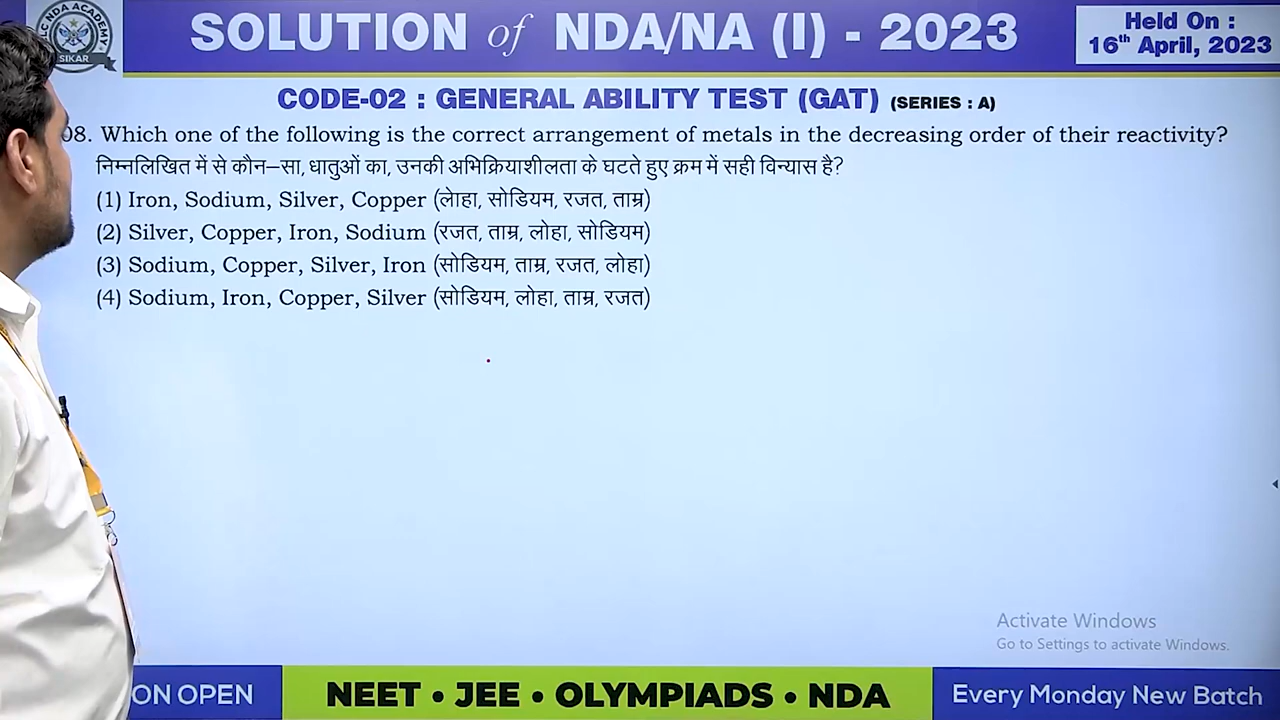 IC NDA ACADEMY
SIKAR
SOLUTION of NDA/NA (I) - 2023
Held On :
16th April, 2023
CODE-02 : GENERAL ABILITY TEST (GAT) (SERIES : A)
08. Which one of the following is the correct arrangement of metals in the decreasing order of their reactivity?
निम्नलिखित में से कौन–सा, धातुओं का, उनकी अभिक्रियाशीलता के घटते हुए क्रम में सही विन्यास है?
(1) Iron, Sodium, Silver, Copper (लेाहा, सोडियम, रजत, ताम्र)
(2) Silver, Copper, Iron, Sodium (रजत, ताम्र, लोहा, सोडियम)
(3) Sodium, Copper, Silver, Iron (सोडियम, ताम्र, रजत, लोहा)
(4) Sodium, Iron, Copper, Silver (सोडियम, लोहा, ताम्र, रजत)
Activate Windows
Go to Settings to activate Windows.
ON OPEN
NEET • JEE • OLYMPIADS • NDA
Every Monday New Batch